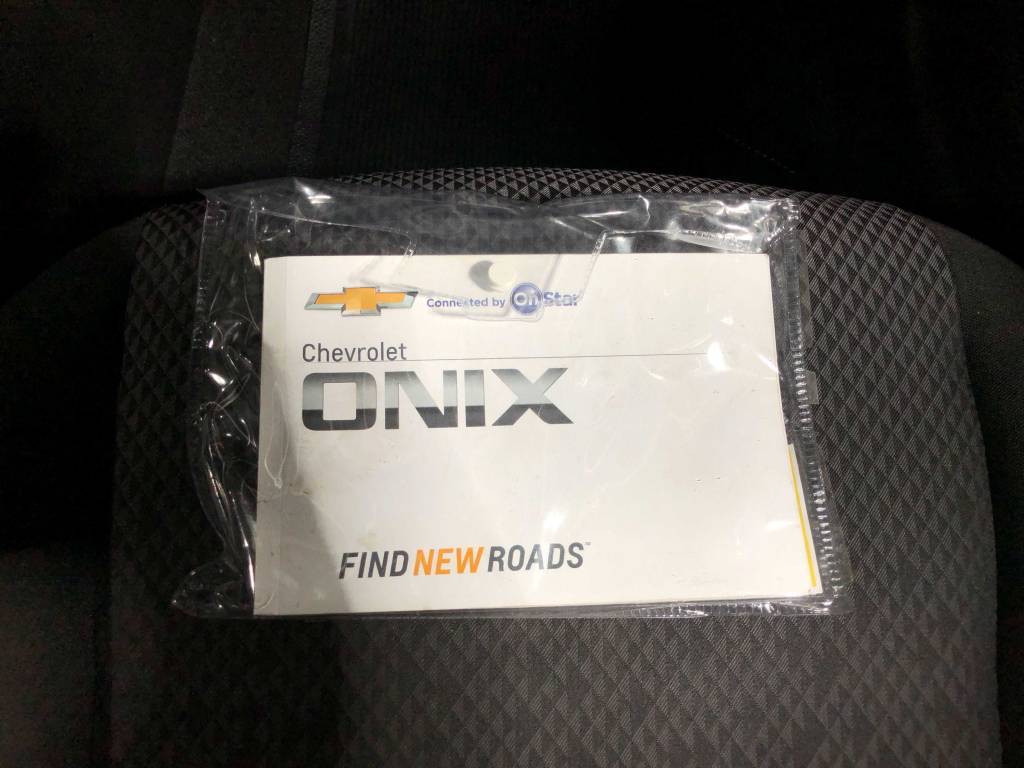 Connected by OnStar
Chevrolet
ONIX
FIND NEW ROADS™